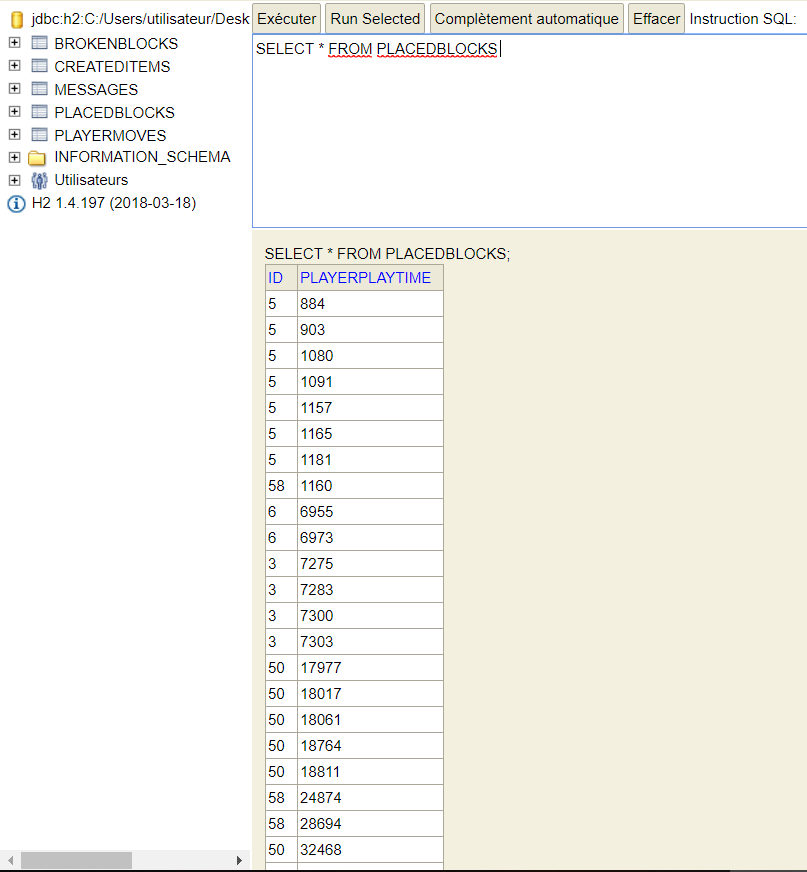 jdbc:h2:C:/Users/utilisateur/Desk
BROKENBLOCKS
CREATEDITEMS
MESSAGES
PLACEDBLOCKS
PLAYERMOVES
INFORMATION_SCHEMA
Utilisateurs
H2 1.4.197 (2018-03-18)
Exécuter Run Selected Complètement automatique Effacer Instruction SQL:
SELECT * FROM PLACEDBLOCKS
SELECT * FROM PLACEDBLOCKS;
ID PLAYERPLAYTIME
5 884
5 903
5 1080
5 1091
5 1157
5 1165
5 1181
58 1160
6 6955
6 6973
3 7275
3 7283
3 7300
3 7303
50 17977
50 18017
50 18061
50 18764
50 18811
58 24874
58 28694
50 32468